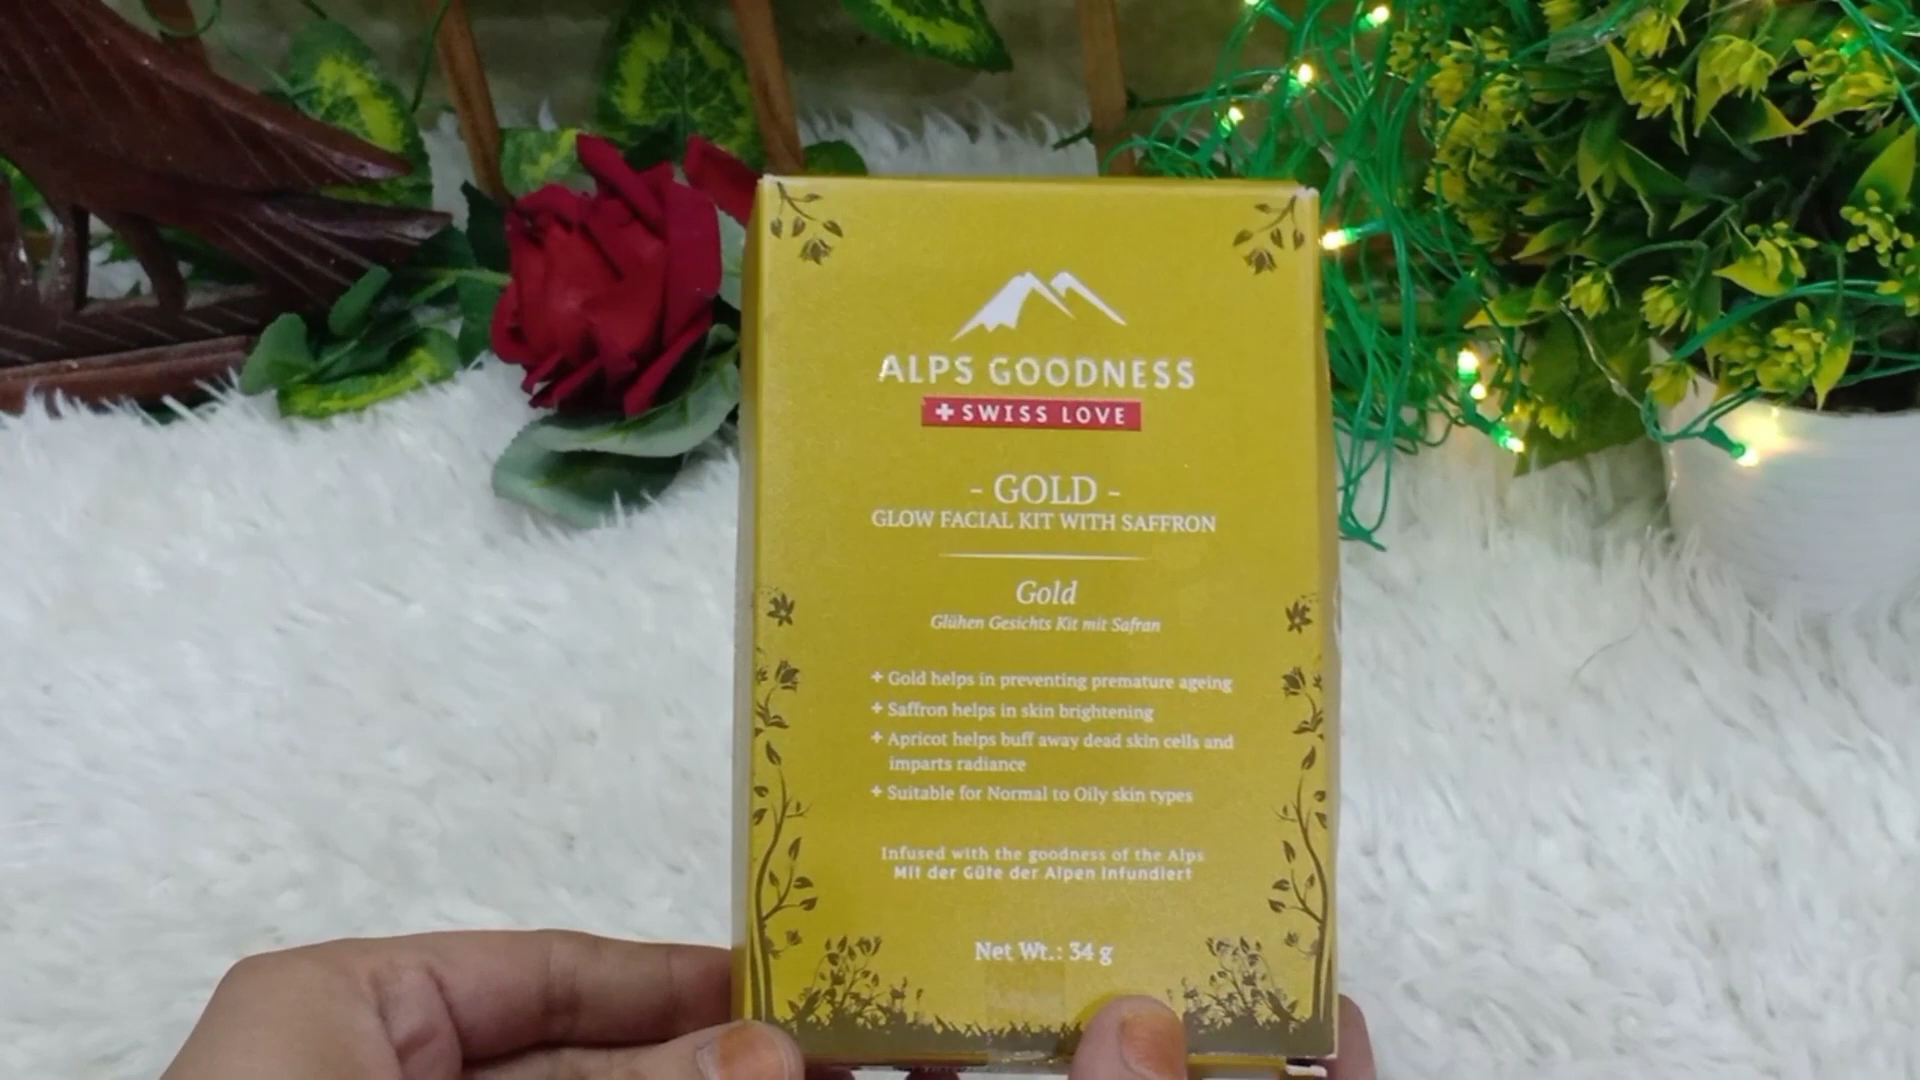 ALPS GOODNESS
SWISS LOVE
- GOLD -
GLOW FACIAL KIT WITH SAFFRON
Gold
Glühen Gesichts Kit mit Safran
+ Gold helps in preventing premature ageing
+ Saffron helps in skin brightening
+ Apricot helps buff away dead skin cells and
imparts radiance
+ Suitable for Normal to Oily skin types
Infused with the goodness of the Alps
Mit der Güte der Alpen infundiert
Net Wt.: 34 g